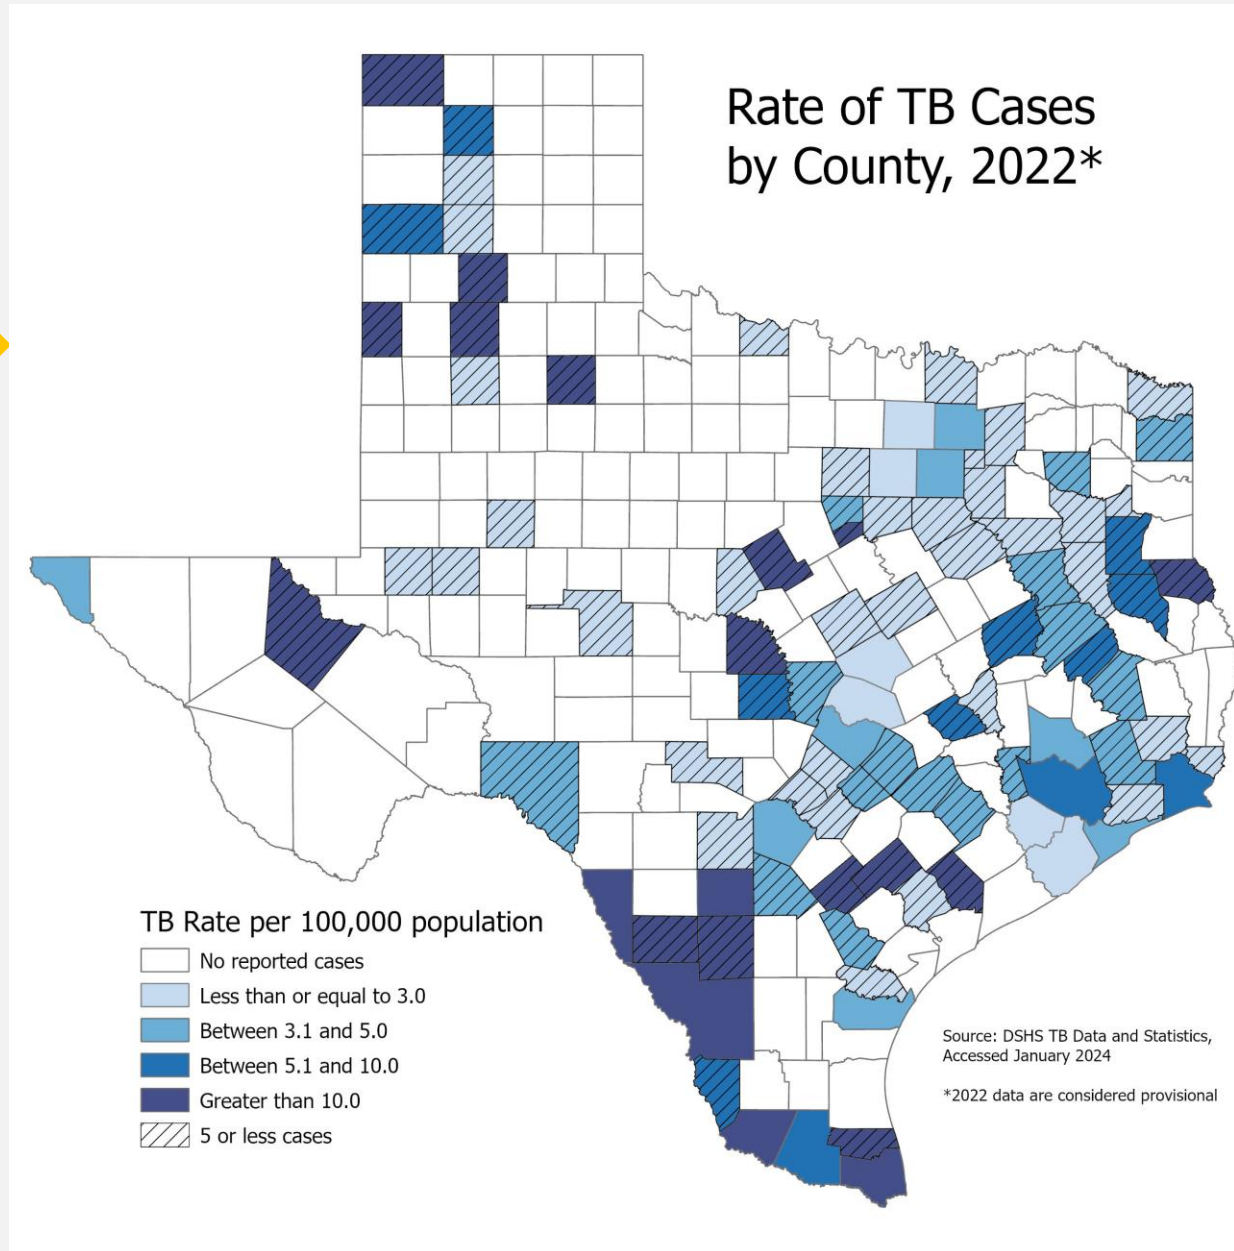 Rate of TB Cases
by County, 2022*
TB Rate per 100,000 population
No reported cases
Less than or equal to 3.0
Between 3.1 and 5.0
Between 5.1 and 10.0
Greater than 10.0
5 or less cases
Source: DSHS TB Data and Statistics,
Accessed January 2024
*2022 data are considered provisional